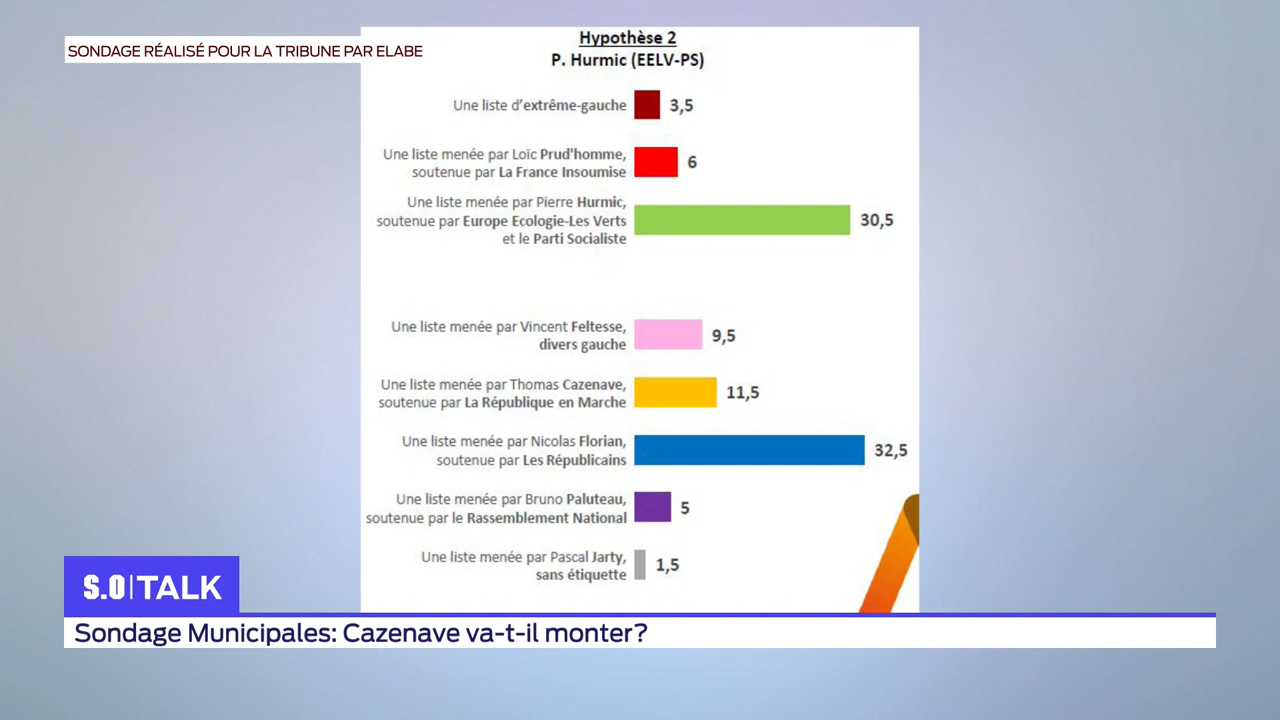 SONDAGE RÉALISÉ POUR LA TRIBUNE PAR ELABE
Hypothèse 2
P. Hurmic (EELV-PS)
Une liste d'extrême-gauche 3,5
Une liste menée par Loïc Prud'homme,
soutenue par La France Insoumise 6
Une liste menée par Pierre Hurmic,
soutenue par Europe Ecologie-Les Verts
et le Parti Socialiste 30,5
Une liste menée par Vincent Feltesse,
divers gauche 9,5
Une liste menée par Thomas Cazenave,
soutenue par La République en Marche 11,5
Une liste menée par Nicolas Florian,
soutenue par Les Républicains 32,5
Une liste menée par Bruno Paluteau,
soutenue par le Rassemblement National 5
Une liste menée par Pascal Jarty,
sans étiquette 1,5
S.O|TALK
Sondage Municipales: Cazenave va-t-il monter?